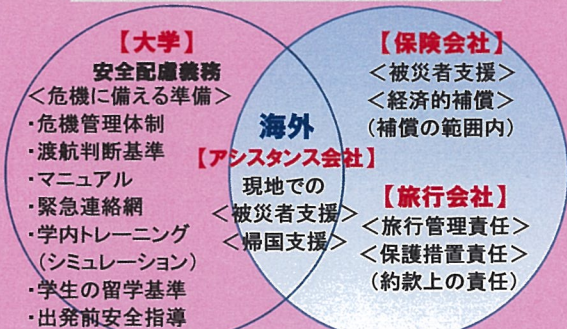 【大学】
安全配慮義務
＜危機に備える準備＞
・危機管理体制
・渡航判断基準
・マニュアル
・緊急連絡網
・学内トレーニング
（シミュレーション）
・学生の留学基準
・出発前安全指導
海外
【アシスタンス会社】
現地での
＜被災者支援＞
＜帰国支援＞
【保険会社】
＜被災者支援＞
＜経済的補償＞
（補償の範囲内）
【旅行会社】
＜旅行管理責任＞
＜保護措置責任＞
（約款上の責任）